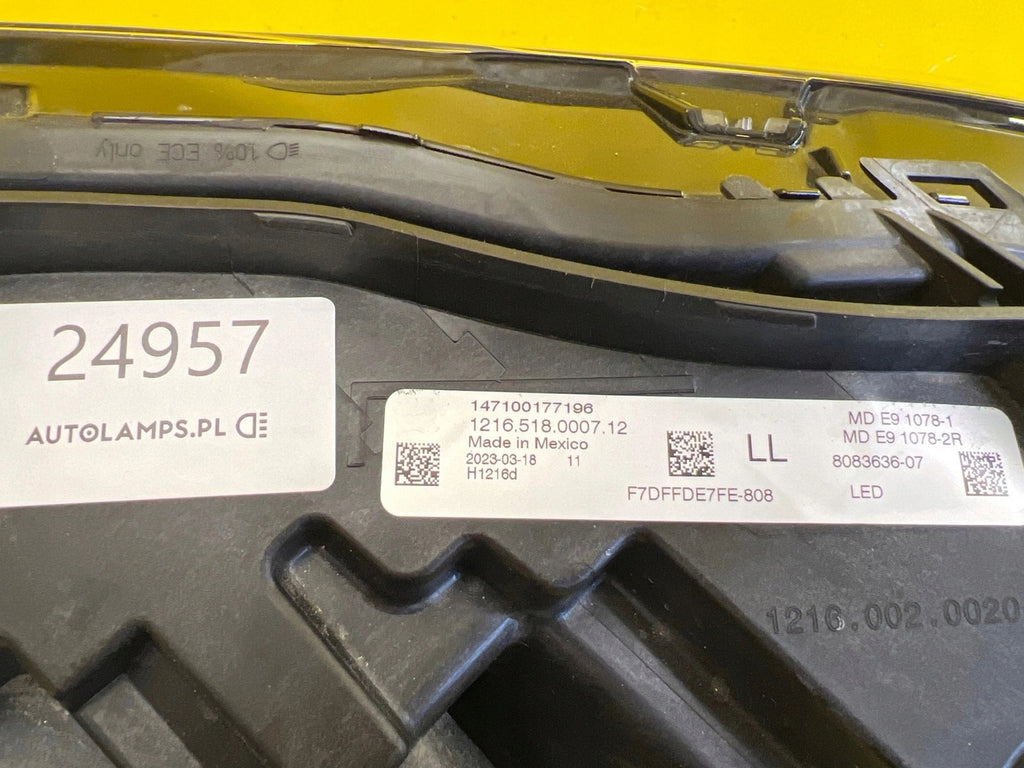 10% ECE only
24957
AUTOLAMPS.PL
147100177196
1216.518.0007.12
Made in Mexico
2023-03-18 11
H1216d
F7DFFDE7FE-808
LL
MD E9 1078-1
MD E9 1078-2R
8083636-07
LED
1216.002.0020